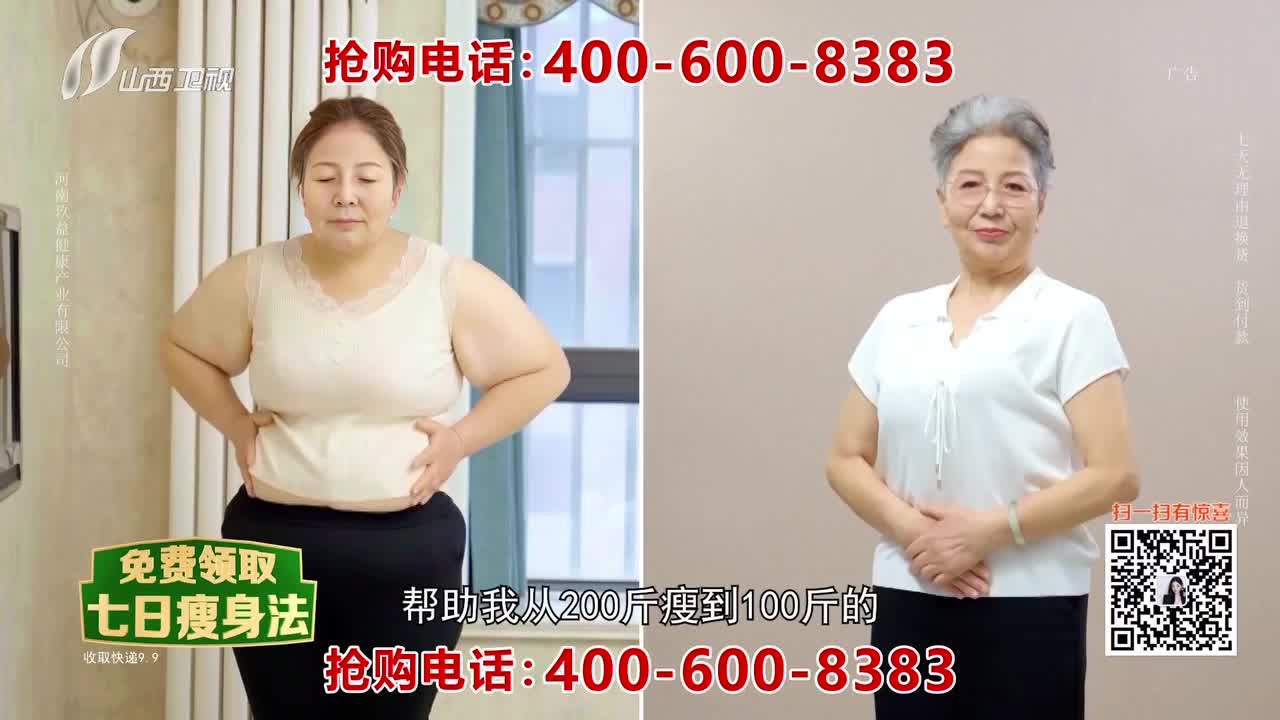 抢购电话:400-600-8383
山西卫视
广告
河南玖益健康产业有限公司
七天无理由退换货 货到付款 使用效果因人而异
扫一扫有惊喜
免费领取
七日瘦身法
收取快递9.9
帮助我从200斤瘦到100斤的
抢购电话:400-600-8383